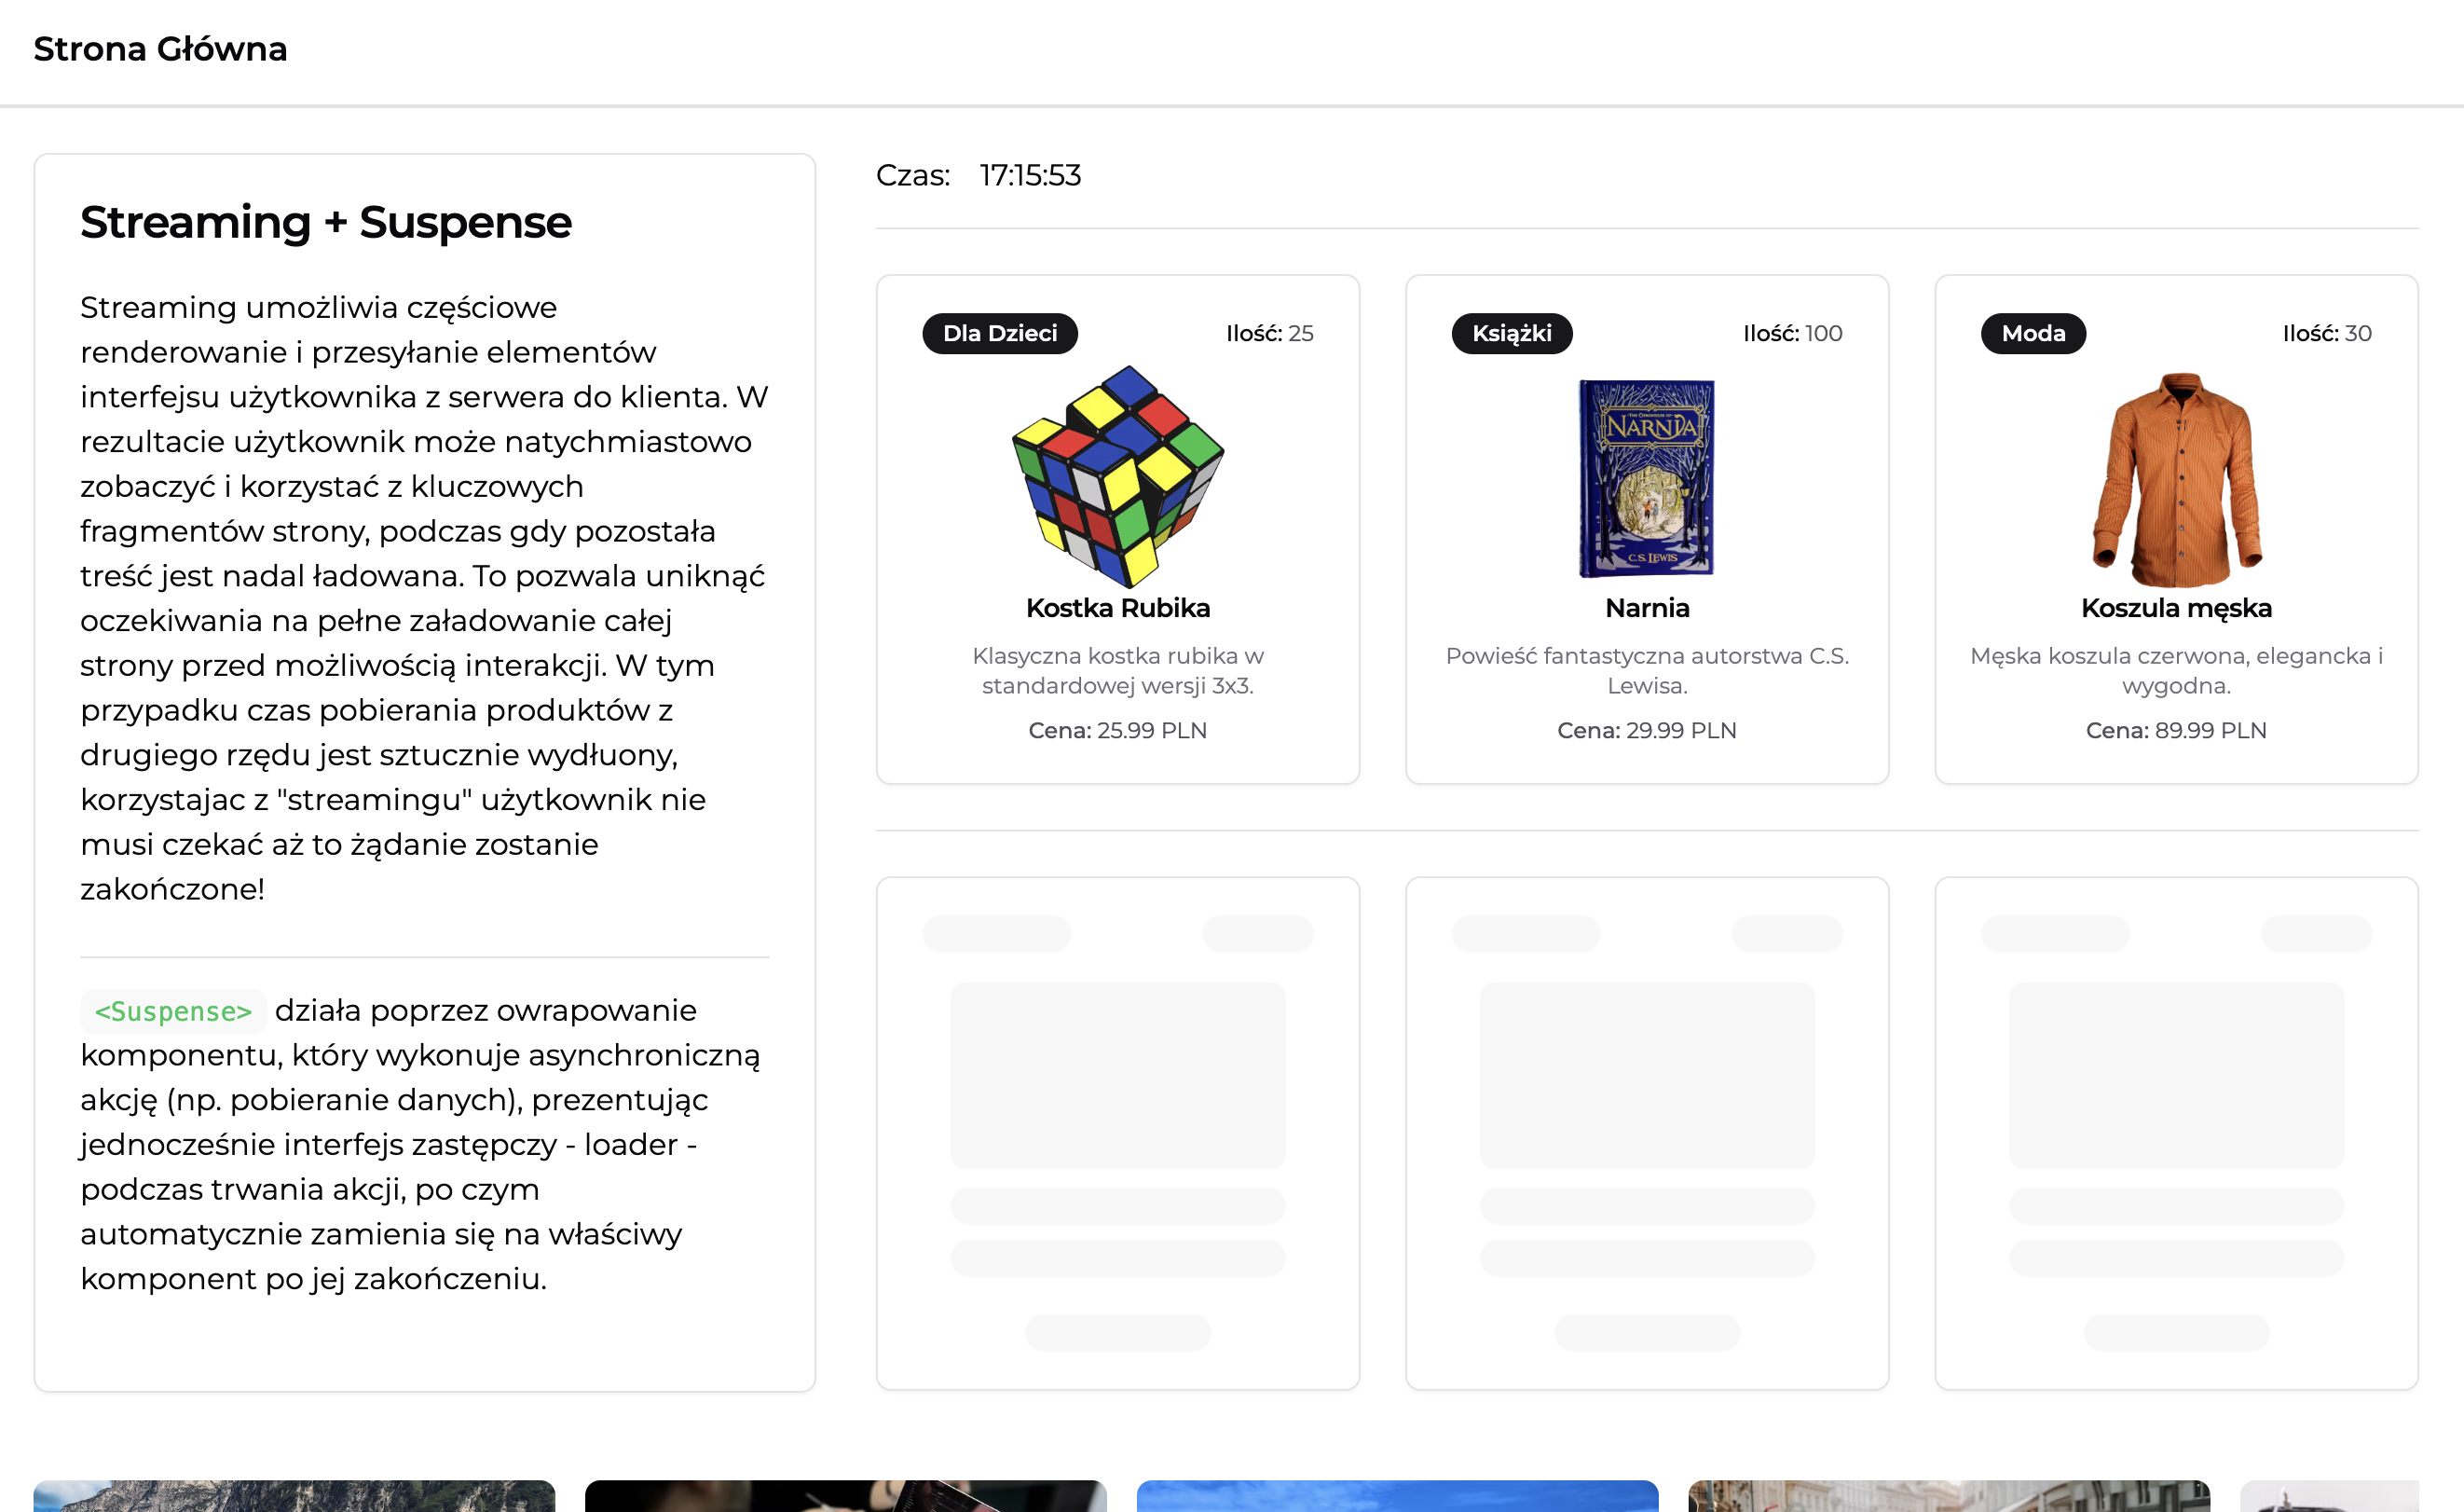 Strona Główna
Streaming + Suspense
Streaming umożliwia częściowe
renderowanie i przesyłanie elementów
interfejsu użytkownika z serwera do klienta. W
rezultacie użytkownik może natychmiastowo
zobaczyć i korzystać z kluczowych
fragmentów strony, podczas gdy pozostała
treść jest nadal ładowana. To pozwala uniknąć
oczekiwania na pełne załadowanie całej
strony przed możliwością interakcji. W tym
przypadku czas pobierania produktów z
drugiego rzędu jest sztucznie wydłuony,
korzystajac z "streamingu" użytkownik nie
musi czekać aż to żądanie zostanie
zakończone!
<Suspense> działa poprzez owrapowanie
komponentu, który wykonuje asynchroniczną
akcję (np. pobieranie danych), prezentując
jednocześnie interfejs zastępczy - loader -
podczas trwania akcji, po czym
automatycznie zamienia się na właściwy
komponent po jej zakończeniu.
Czas: 17:15:53
Dla Dzieci
Ilość: 25
Kostka Rubika
Klasyczna kostka rubika w
standardowej wersji 3x3.
Cena: 25.99 PLN
Książki
Ilość: 100
THE CHRONICLES OF
NARNIA
C.S. LEWIS
Narnia
Powieść fantastyczna autorstwa C.S.
Lewisa.
Cena: 29.99 PLN
Moda
Ilość: 30
Koszula męska
Męska koszula czerwona, elegancka i
wygodna.
Cena: 89.99 PLN